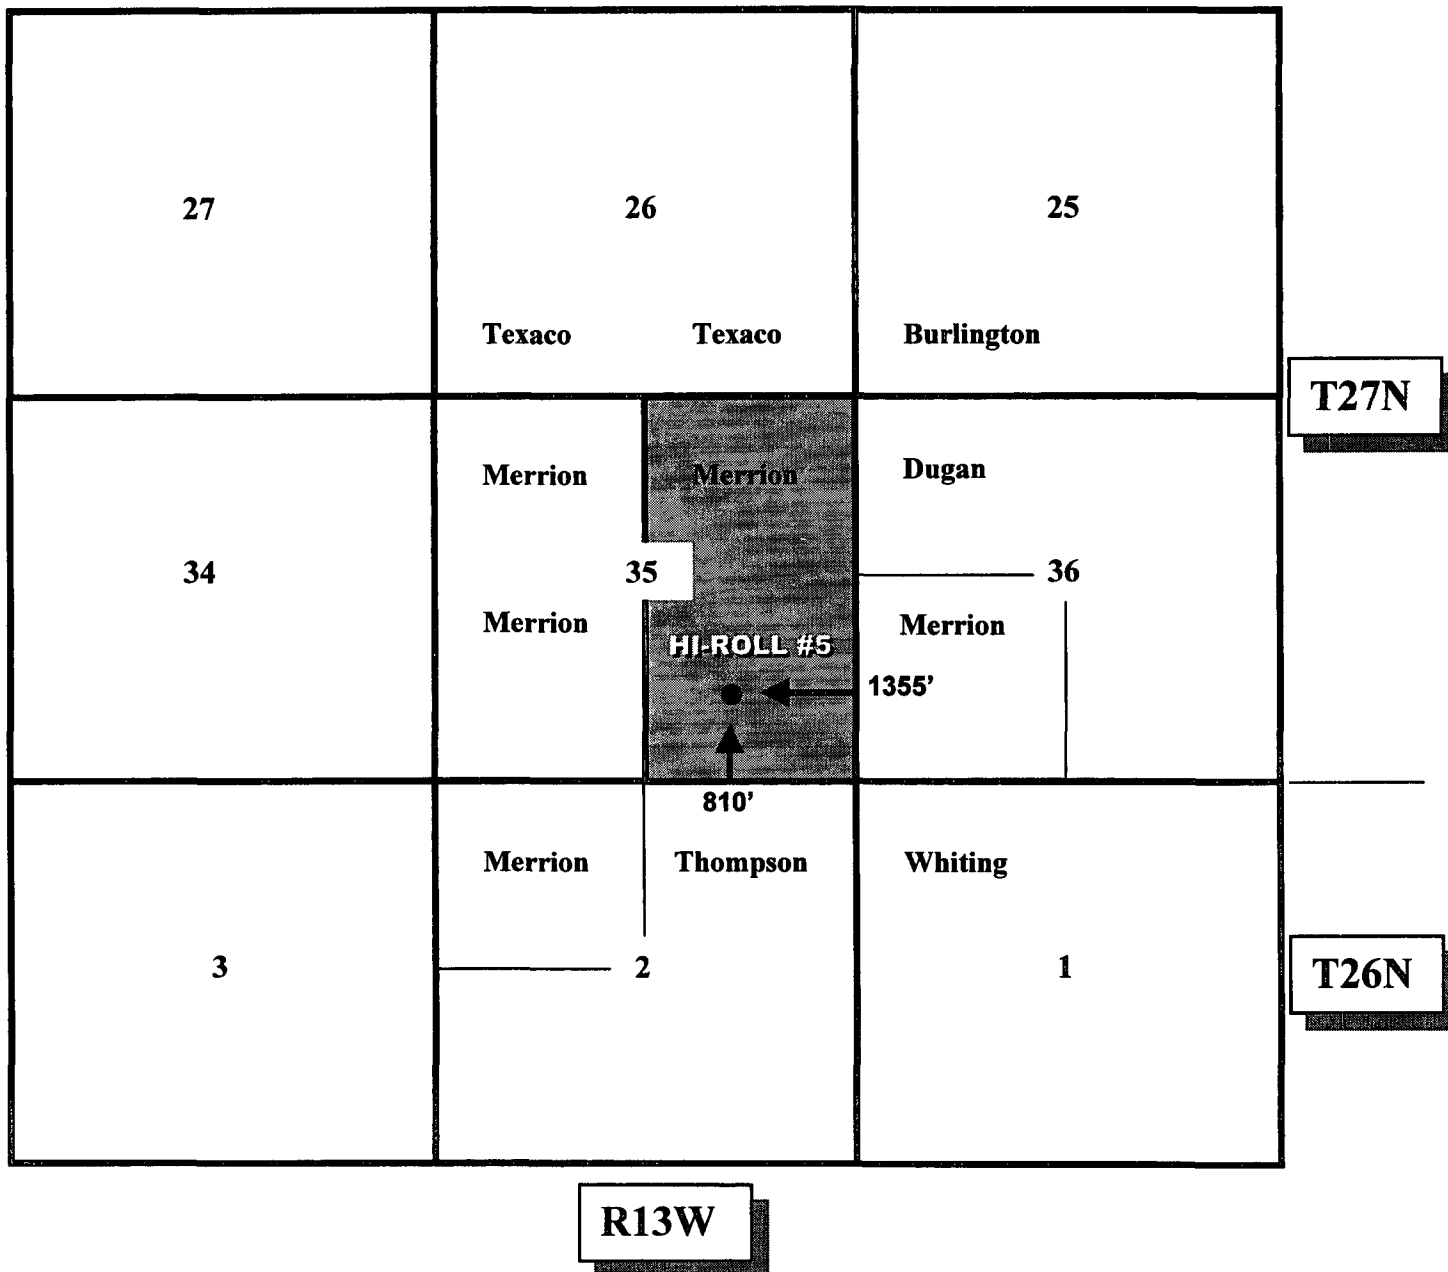 27
26
25
Texaco
Texaco
Burlington
T27N
Merrion
Merrion
Dugan
34
35
36
Merrion
Merrion
HI-ROLL #5
1355'
810'
Merrion
Thompson
Whiting
3
2
1
T26N
R13W